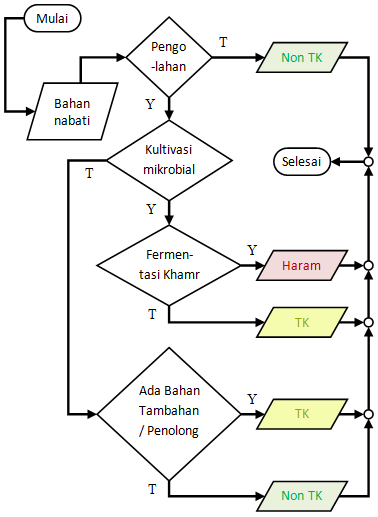 Mulai
Pengo
-lahan
T
Non TK
Bahan
nabati
Y
Kultivasi
mikrobial
Selesai
T
Y
Fermen-
tasi Khamr
Y
Haram
T
TK
Ada Bahan
Tambahan
/ Penolong
Y
TK
T
Non TK